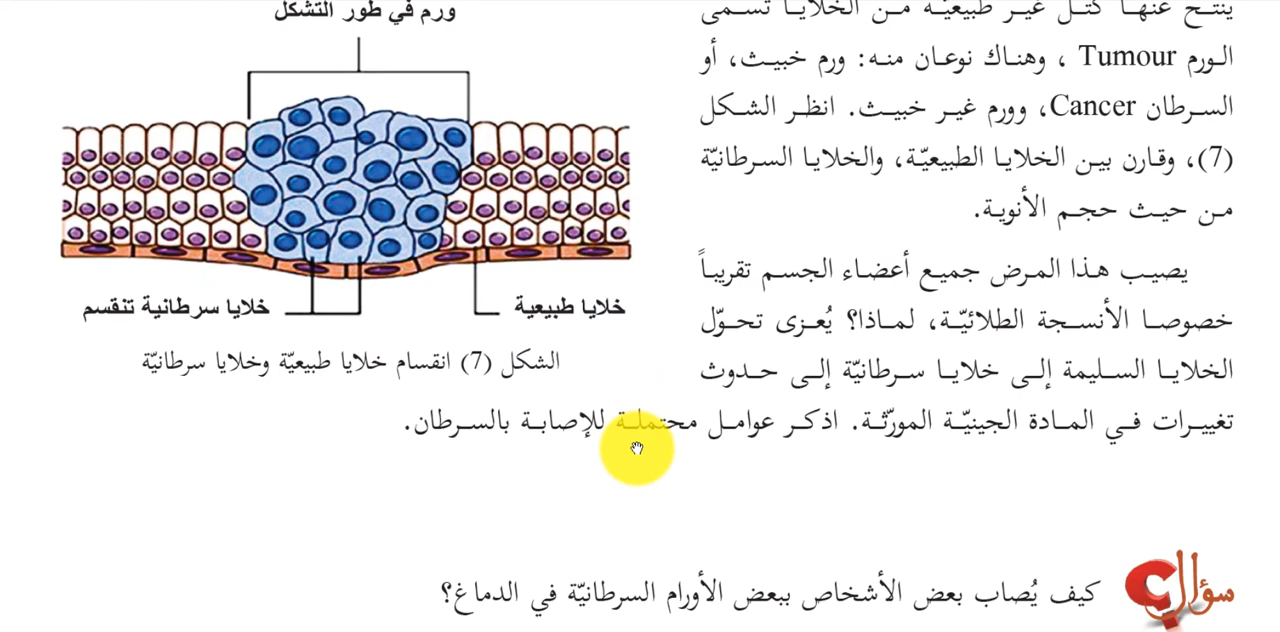 ينتج عنها كتل غير طبيعيّة من الخلايا تسمى
الورم Tumour ، وهناك نوعان منه: ورم خبيث، أو
السرطان Cancer، وورم غير خبيث. انظر الشكل
(7)، وقارن بين الخلايا الطبيعيّة، والخلايا السرطانيّة
من حيث حجم الأنوية.
يصيب هذا المرض جميع أعضاء الجسم تقريباً
خصوصا الأنسجة الطلائيّة، لماذا؟ يُعزى تحوّل
الخلايا السليمة إلى خلايا سرطانيّة إلى حدوث
تغييرات في المادة الجينيّة المورّثة. اذكر عوامل محتملة للإصابة بالسرطان.
ورم في طور التشكل
خلايا طبيعية
خلايا سرطانية تنقسم
الشكل (7) انقسام خلايا طبيعيّة وخلايا سرطانيّة
سؤال
كيف يُصاب بعض الأشخاص ببعض الأورام السرطانيّة في الدماغ؟